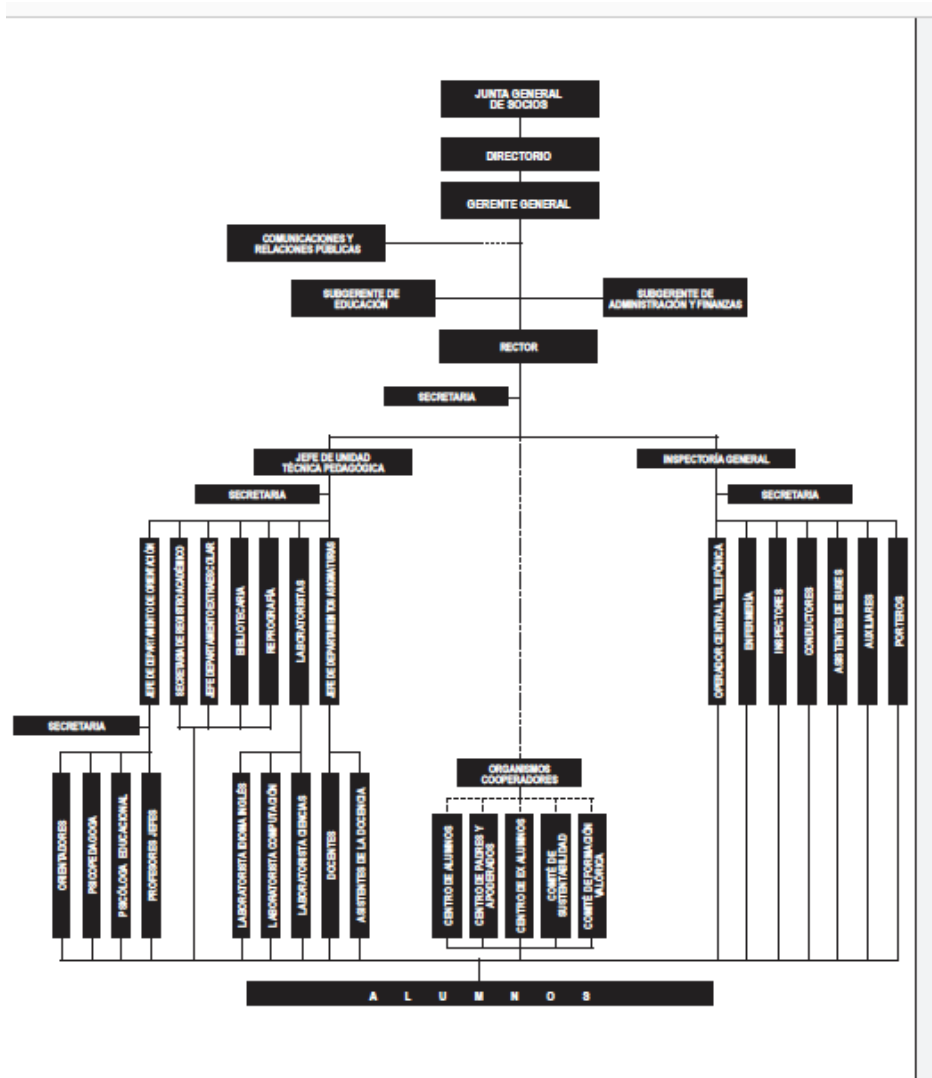 JUNTA GENERAL
DE SOCIOS
DIRECTORIO
GERENTE GENERAL
COMUNICACIONES Y
RELACIONES PÚBLICAS
SUBGERENTE DE
EDUCACIÓN
SUBGERENTE DE
ADMINISTRACIÓN Y FINANZAS
RECTOR
SECRETARIA
JEFE DE UNIDAD
TÉCNICA PEDAGÓGICA
INSPECTORÍA GENERAL
SECRETARIA
SECRETARIA
JEFE DE DEPARTAMENTO DE ORIENTACIÓN
SECRETARIA DE REGISTRO ACADÉMICO
JEFE DEPARTAMENTO EXTRAESCOLAR
BIBLIOTECARIA
REPROGRAFÍA
LABORATORISTAS
JEFE DE DEPARTAMENTOS ASIGNATURAS
OPERADOR CENTRAL TELEFÓNICA
ENFERMERÍA
INSPECTORES
CONDUCTORES
ASISTENTES DE BUSES
AUXILIARES
PORTEROS
SECRETARIA
ORIENTADORES
PSICOPEDAGOGA
PSICÓLOGA EDUCACIONAL
PROFESORES JEFES
LABORATORISTA IDIOMA INGLÉS
LABORATORISTA COMPUTACIÓN
LABORATORISTA CIENCIAS
DOCENTES
ASISTENTES DE LA DOCENCIA
ORGANISMOS
COOPERADORES
CENTRO DE ALUMNOS
CENTRO DE PADRES Y
APODERADOS
CENTRO DE EX ALUMNOS
COMITÉ DE
SUSTENTABILIDAD
COMITÉ DE FORMACIÓN
VALÓRICA
A L U M N O S